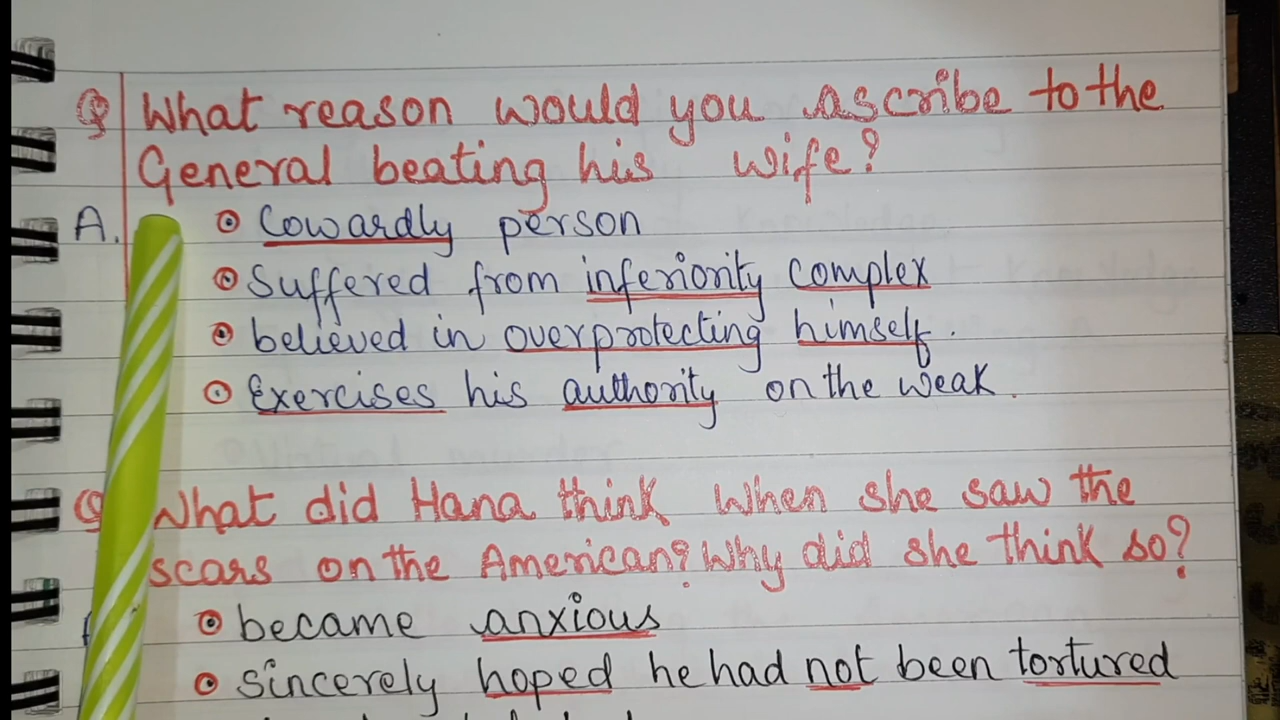 Q What reason would you ascribe to the
General beating his wife?
A. Cowardly person
Suffered from inferiority complex
believed in overprotecting himself.
Exercises his authority on the weak.
Q What did Hana think when she saw the
scars on the American? Why did she think so?
became anxious
sincerely hoped he had not been tortured